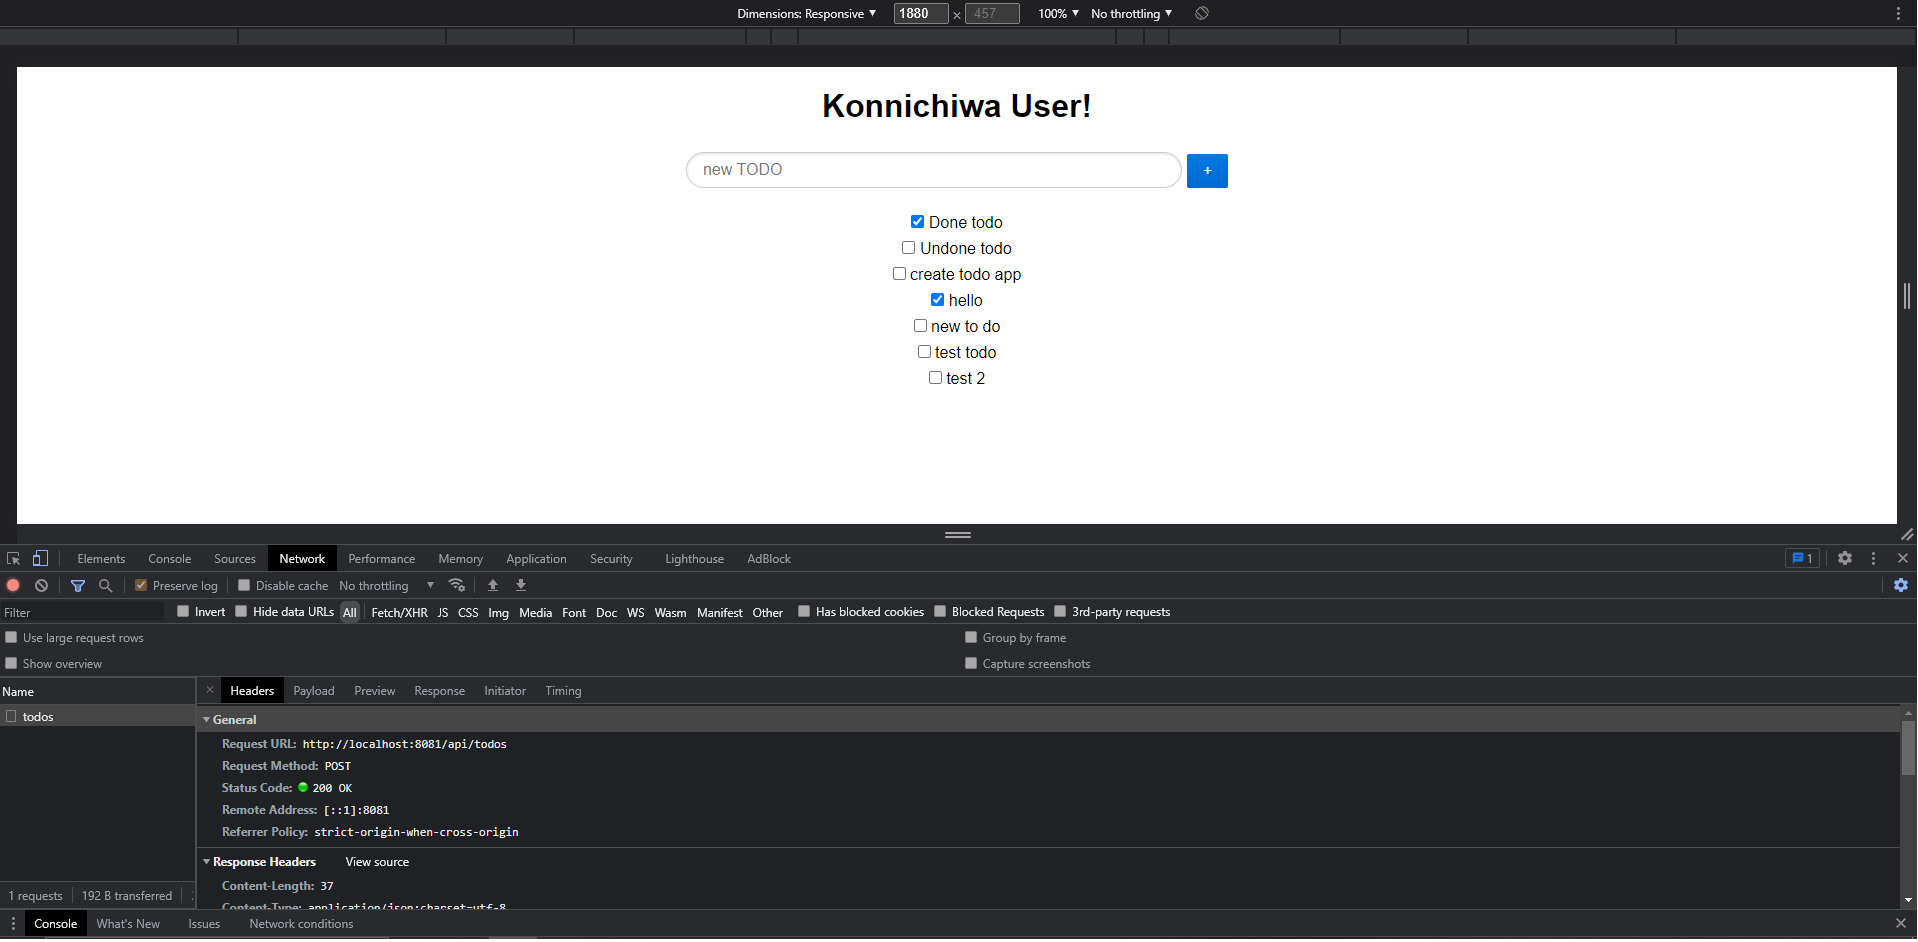 Dimensions: Responsive ▼ 1880 × 457 100% ▼ No throttling ▼
Konnichiwa User!
new TODO +
Done todo
Undone todo
create todo app
hello
new to do
test todo
test 2
Elements Console Sources Network Performance Memory Application Security Lighthouse AdBlock 1
Preserve log Disable cache No throttling ▼
Filter Invert Hide data URLs All Fetch/XHR JS CSS Img Media Font Doc WS Wasm Manifest Other Has blocked cookies Blocked Requests 3rd-party requests
Use large request rows Group by frame
Show overview Capture screenshots
Name × Headers Payload Preview Response Initiator Timing
todos
General
Request URL: http://localhost:8081/api/todos
Request Method: POST
Status Code: 200 OK
Remote Address: [::1]:8081
Referrer Policy: strict-origin-when-cross-origin
Response Headers View source
Content-Length: 37
Content-Type: application/json;charset=utf-8
1 requests 192 B transferred
Console What's New Issues Network conditions